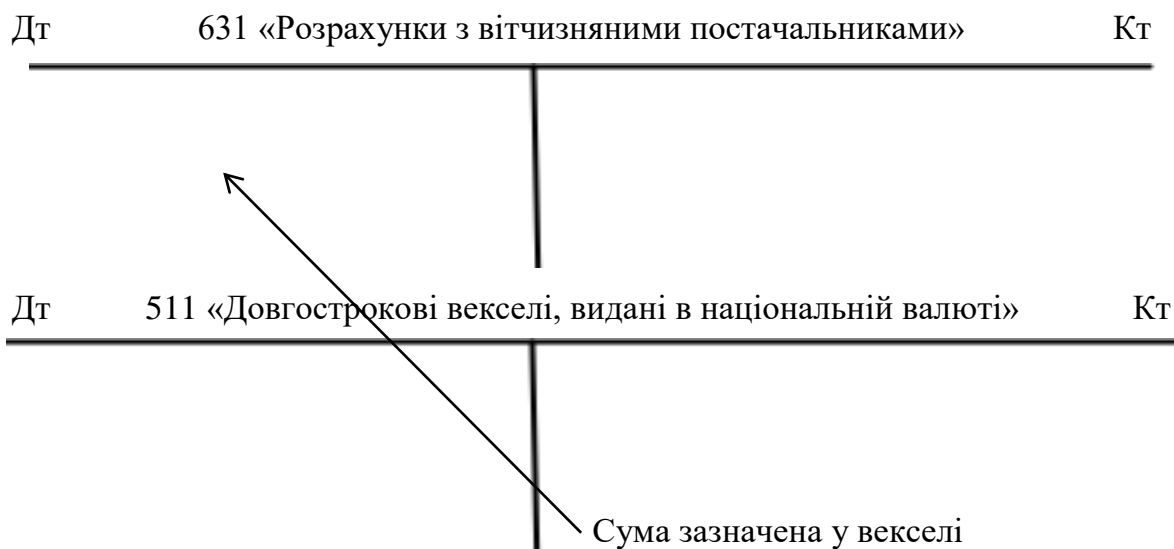 Дт 631 «Розрахунки з вітчизняними постачальниками» Кт
Дт 511 «Довгострокові векселі, видані в національній валюті» Кт
Сума зазначена у векселі